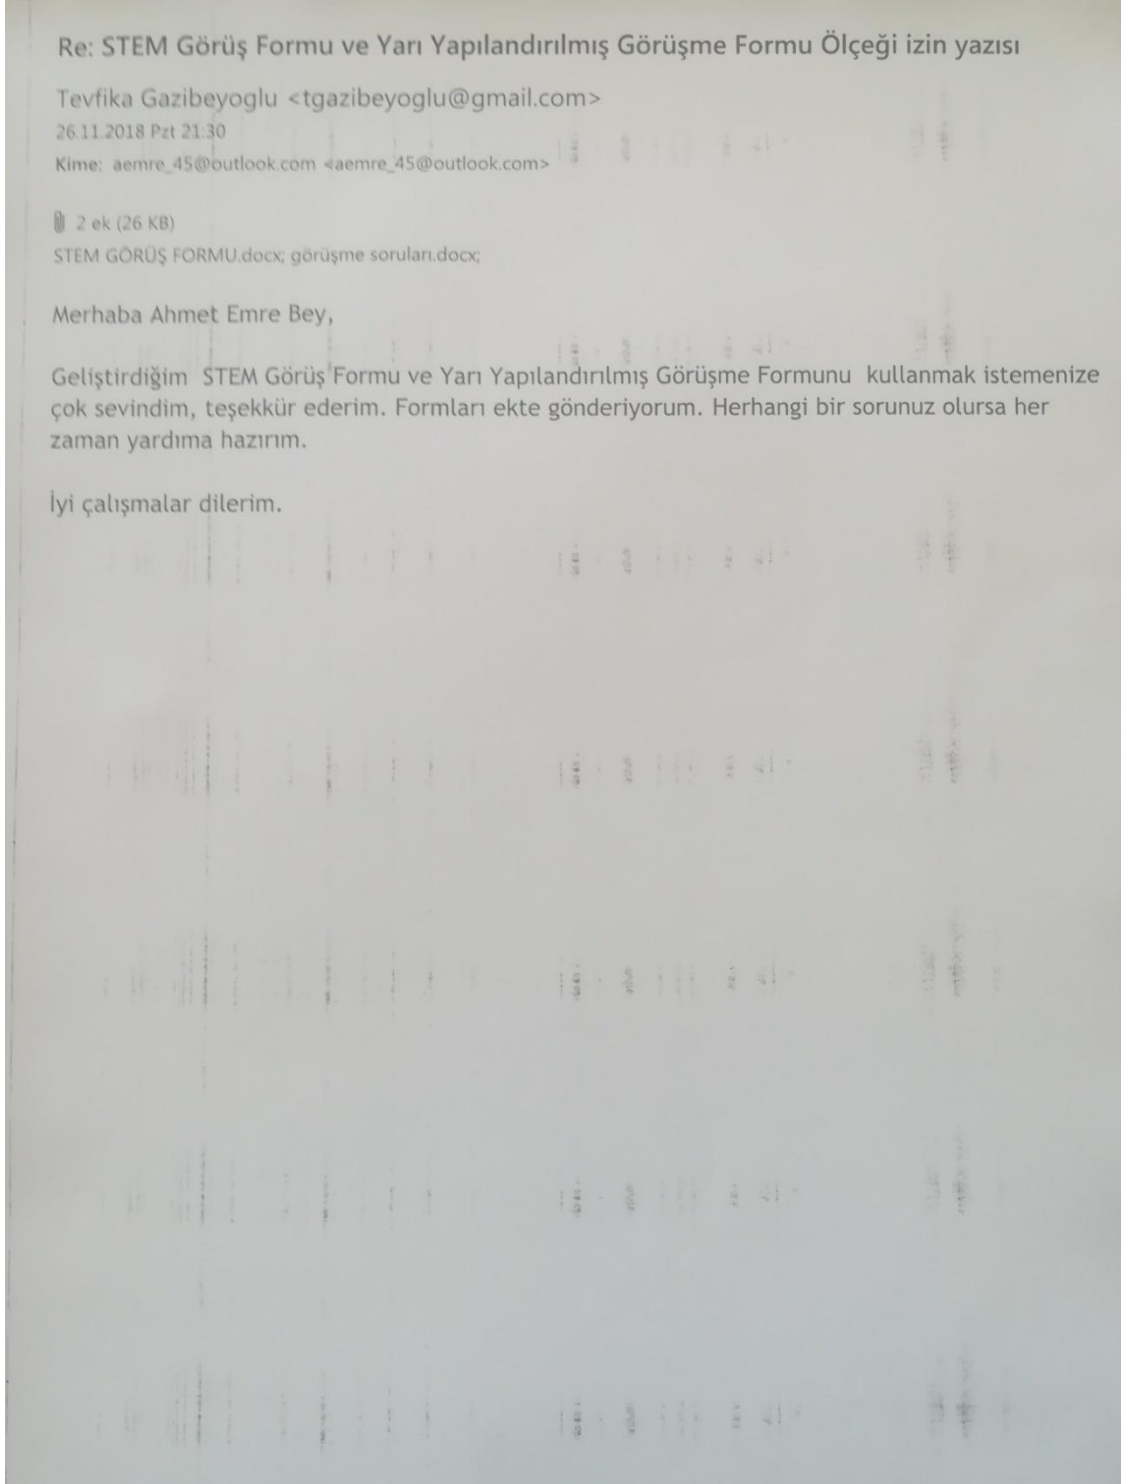 Re: STEM Görüş Formu ve Yarı Yapılandırılmış Görüşme Formu Ölçeği izin yazısı
Tevfika Gazibeyoglu <tgazibeyoglu@gmail.com>
26.11.2018 Pzt 21:30
Kime: aemre_45@outlook.com <aemre_45@outlook.com>
2 ek (26 KB)
STEM GÖRÜŞ FORMU.docx; görüşme soruları.docx;
Merhaba Ahmet Emre Bey,
Geliştirdiğim STEM Görüş Formu ve Yarı Yapılandırılmış Görüşme Formunu kullanmak istemenize
çok sevindim, teşekkür ederim. Formları ekte gönderiyorum. Herhangi bir sorunuz olursa her
zaman yardıma hazırım.
İyi çalışmalar dilerim.